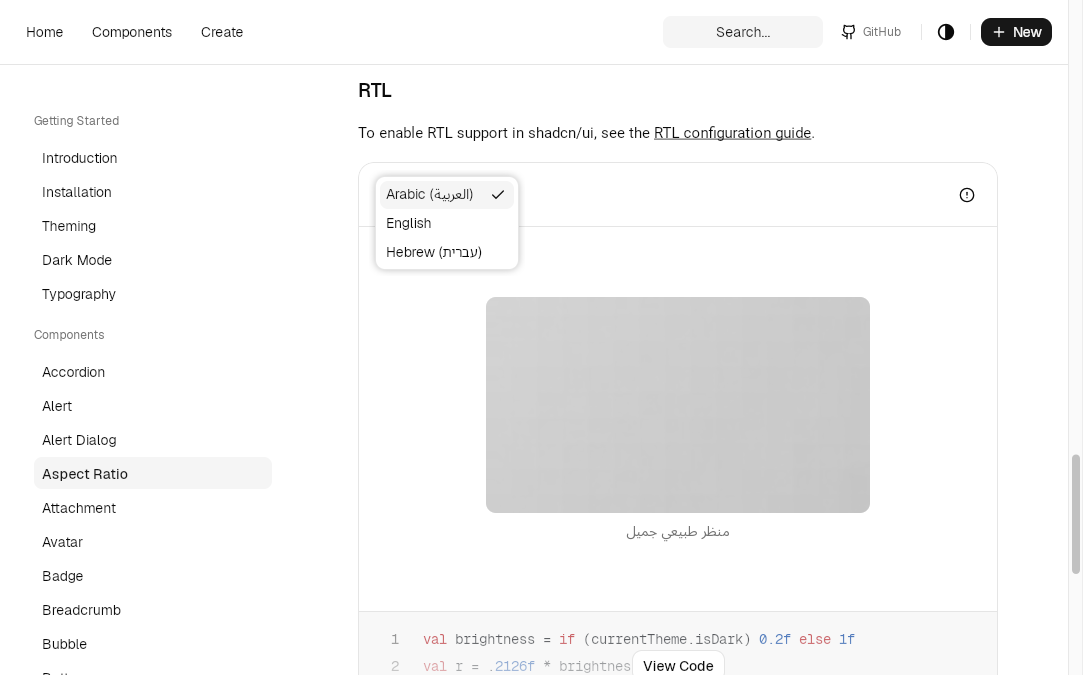 Home
Components
Create
Search...
GitHub
New
Getting Started
Introduction
Installation
Theming
Dark Mode
Typography
Components
Accordion
Alert
Alert Dialog
Aspect Ratio
Attachment
Avatar
Badge
Breadcrumb
Bubble
RTL
To enable RTL support in shadcn/ui, see the RTL configuration guide.
Arabic (العربية)
English
Hebrew (עברית)
منظر طبيعي جميل
1 val brightness = if (currentTheme.isDark) 0.2f else 1f
2 val r = .2126f * brightnes
View Code